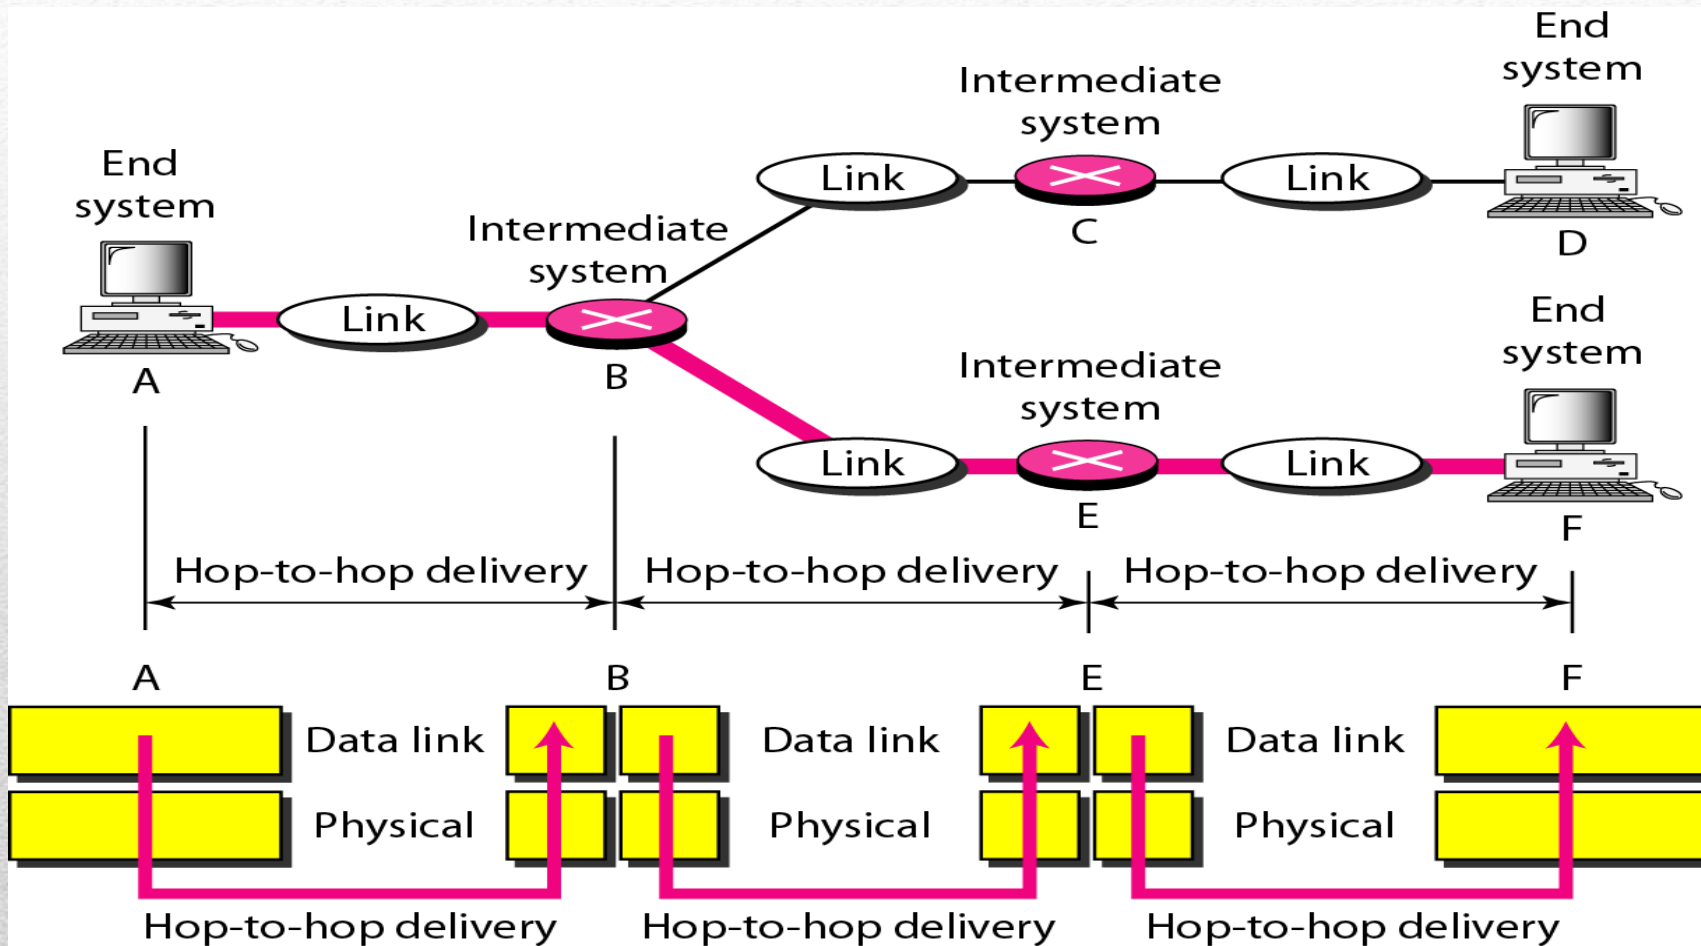 End
system
Intermediate
system
End
system
Link
Link
C
D
Intermediate
system
Link
A
B
End
system
Intermediate
system
Link
Link
E
F
Hop-to-hop delivery
Hop-to-hop delivery
Hop-to-hop delivery
A
B
E
F
Data link
Data link
Data link
Physical
Physical
Physical
Hop-to-hop delivery
Hop-to-hop delivery
Hop-to-hop delivery